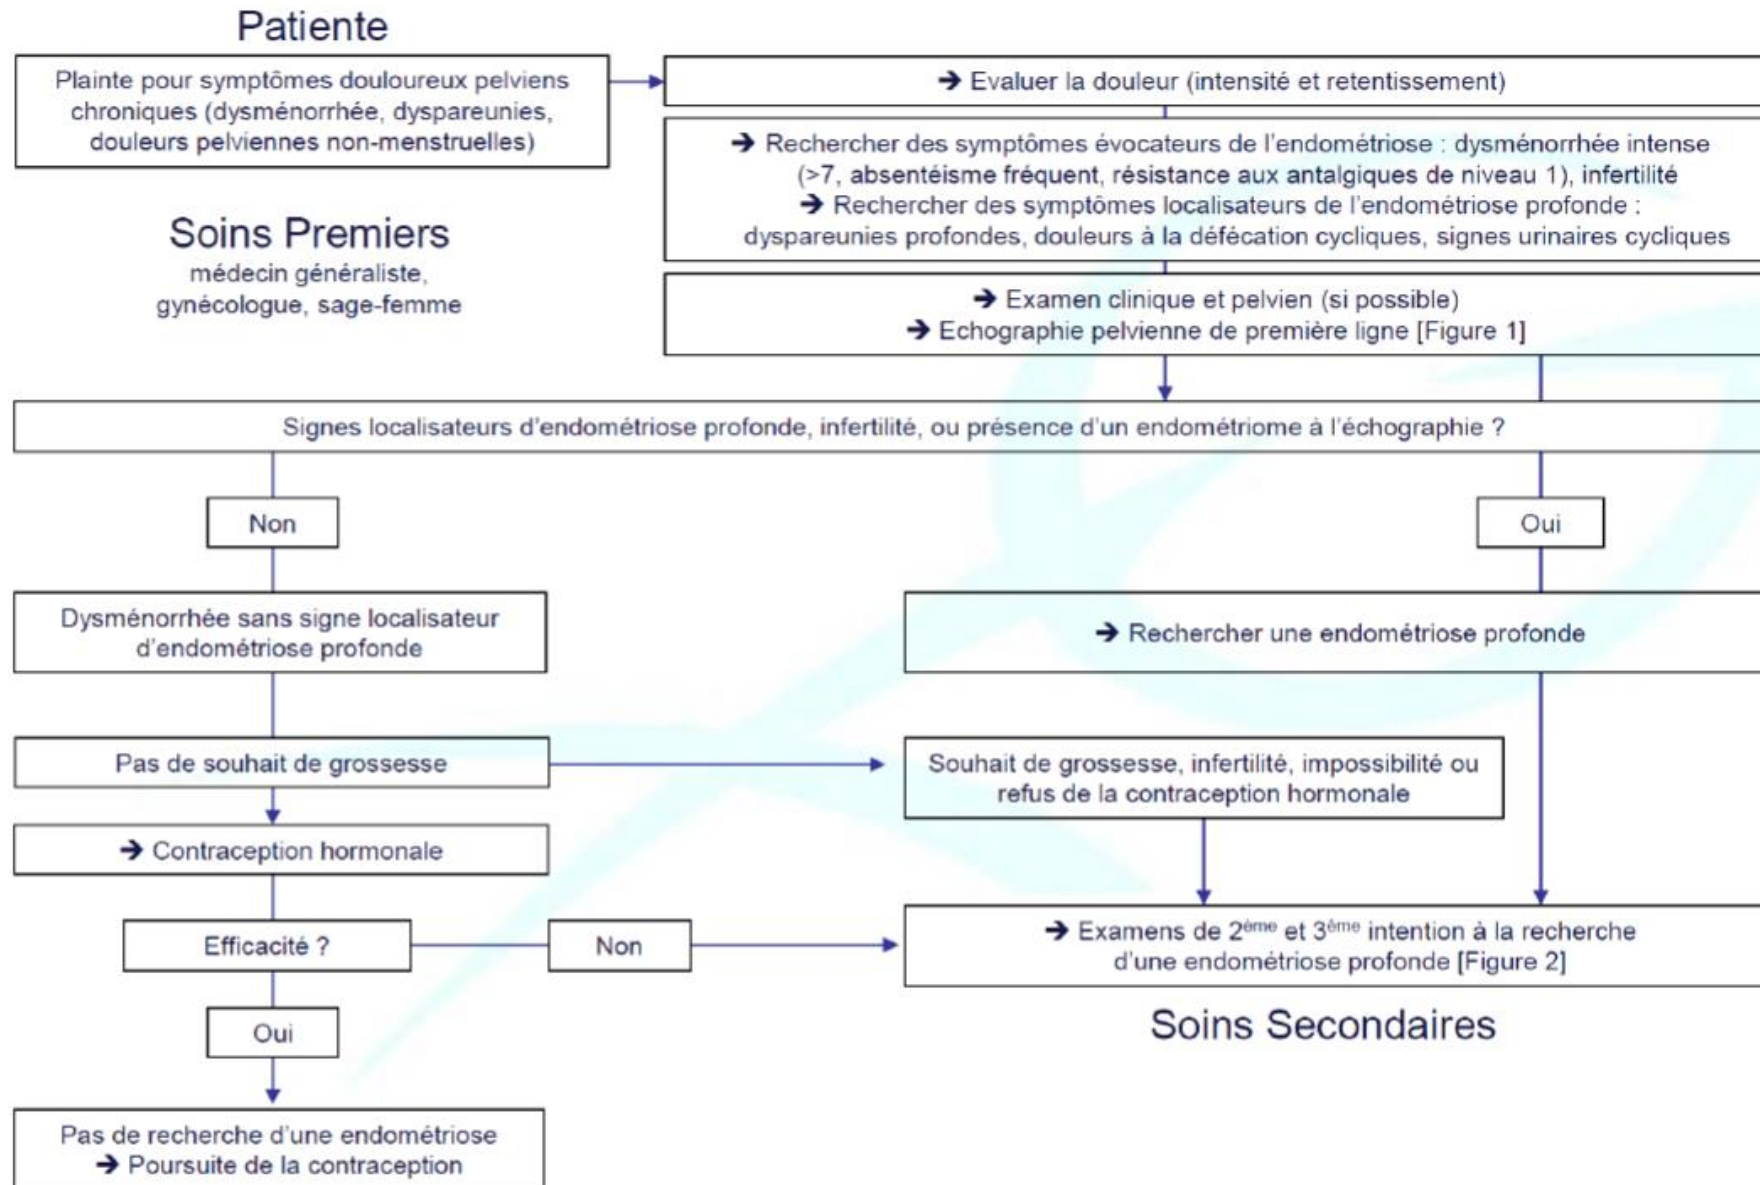 Patiente
Plainte pour symptômes douloureux pelviens
chroniques (dysménorrhée, dyspareunies,
douleurs pelviennes non-menstruelles)
➔ Evaluer la douleur (intensité et retentissement)
➔ Rechercher des symptômes évocateurs de l’endométriose : dysménorrhée intense
(>7, absentéisme fréquent, résistance aux antalgiques de niveau 1), infertilité
➔ Rechercher des symptômes localisateurs de l’endométriose profonde :
dyspareunies profondes, douleurs à la défécation cycliques, signes urinaires cycliques
Soins Premiers
médecin généraliste,
gynécologue, sage-femme
➔ Examen clinique et pelvien (si possible)
➔ Echographie pelvienne de première ligne [Figure 1]
Signes localisateurs d’endométriose profonde, infertilité, ou présence d’un endométriome à l’échographie ?
Non
Oui
Dysménorrhée sans signe localisateur
d’endométriose profonde
➔ Rechercher une endométriose profonde
Pas de souhait de grossesse
Souhait de grossesse, infertilité, impossibilité ou
refus de la contraception hormonale
➔ Contraception hormonale
Efficacité ?
Non
➔ Examens de 2ème et 3ème intention à la recherche
d’une endométriose profonde [Figure 2]
Oui
Soins Secondaires
Pas de recherche d’une endométriose
➔ Poursuite de la contraception